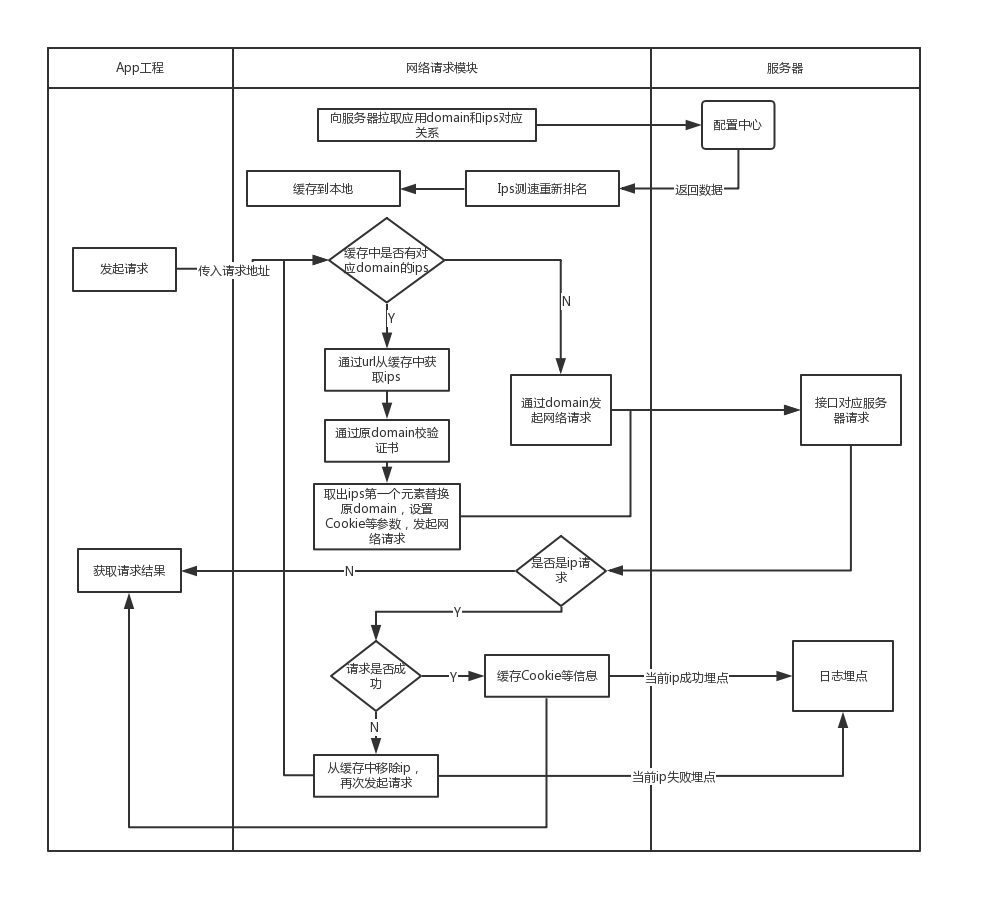 App工程
网络请求模块
服务器
向服务器拉取应用domain和ips对应
关系
配置中心
缓存到本地
Ips测速重新排名
返回数据
发起请求
传入请求地址
缓存中是否有对
应domain的ips
N
Y
通过url从缓存中获
取ips
通过domain发
起网络请求
接口对应服务
器请求
通过原domain校验
证书
取出ips第一个元素替换
原domain，设置
Cookie等参数，发起网
络请求
获取请求结果
N
是否是ip请
求
Y
请求是否成
功
Y
缓存Cookie等信息
当前ip成功埋点
日志埋点
N
从缓存中移除ip，
再次发起请求
当前ip失败埋点